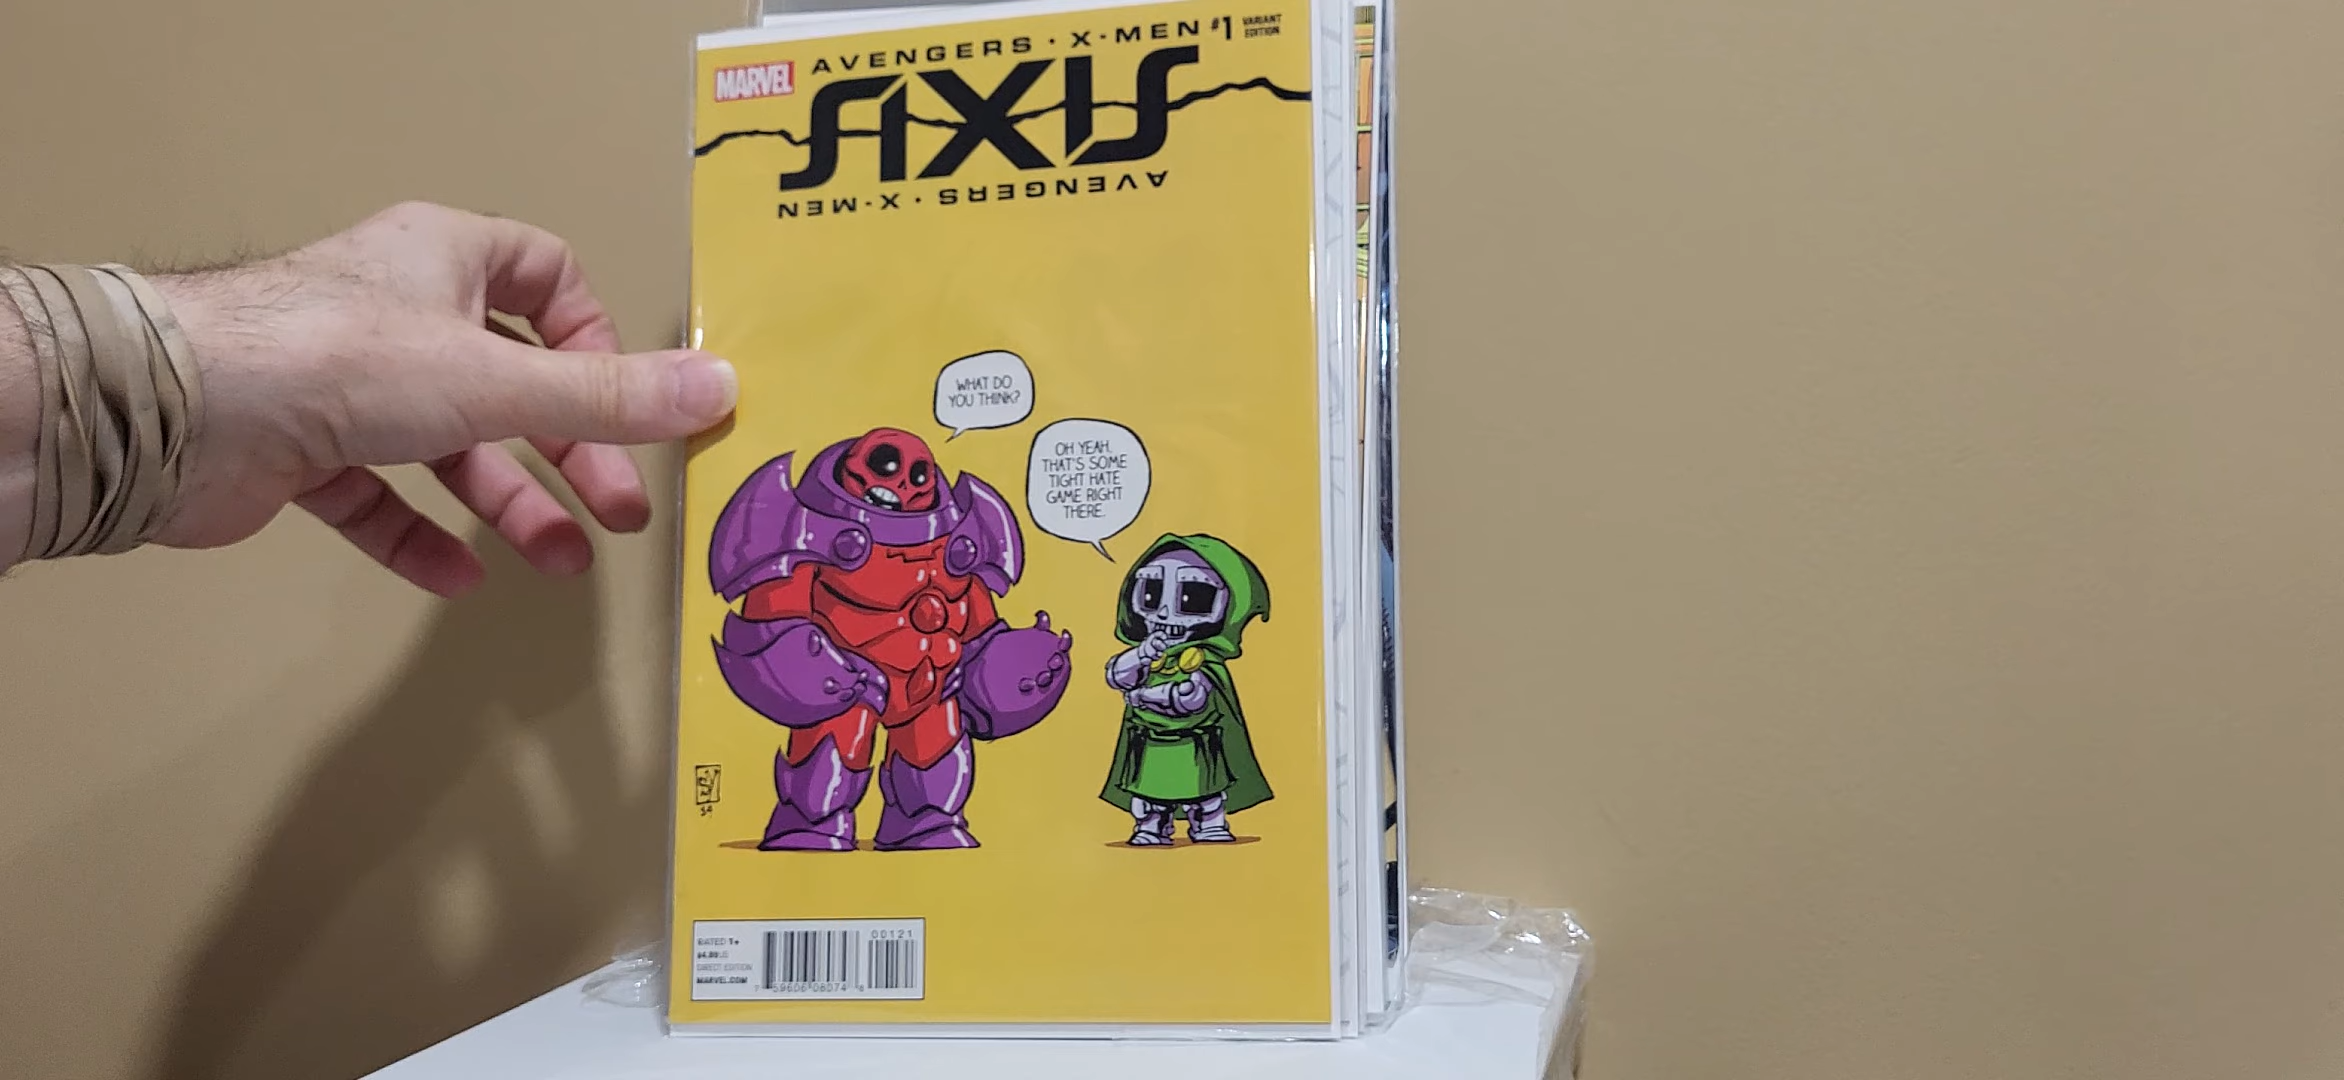 AVENGERS • X-MEN #1 VARIANT
EDITION
MARVEL
AXIS
AVENGERS • X-MEN
WHAT DO
YOU THINK?
OH YEAH.
THAT'S SOME
TIGHT HATE
GAME RIGHT
THERE.
RATED T+
$4.99 US
DIRECT EDITION
MARVEL.COM
00121
7 59606 08074 8